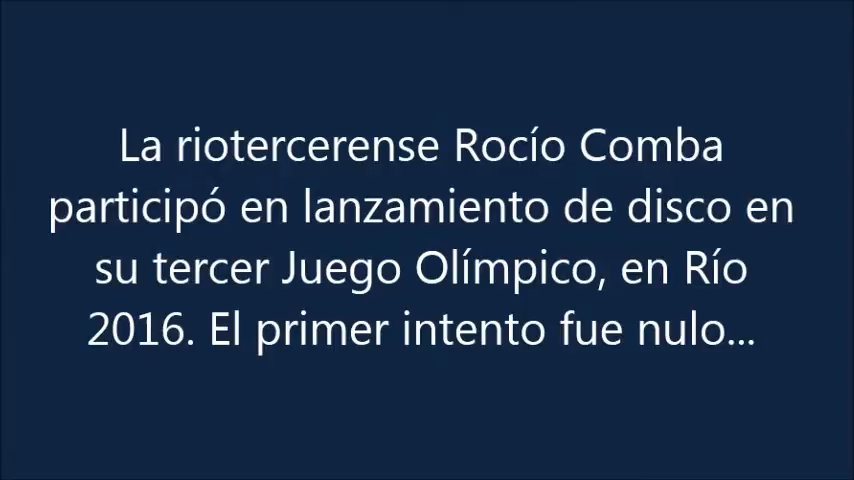 La riotercerense Rocío Comba
participó en lanzamiento de disco en
su tercer Juego Olímpico, en Río
2016. El primer intento fue nulo...